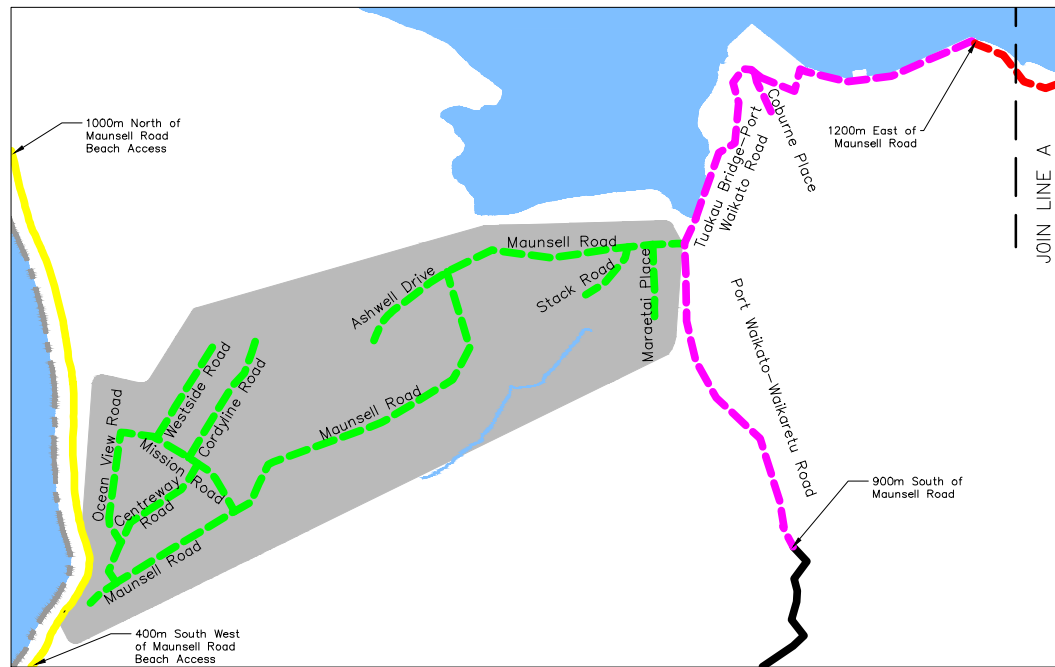 1000m North of
Maunsell Road
Beach Access
Coburne Place
Tuakau Bridge-Port
Waikato Road
1200m East of
Maunsell Road
JOIN LINE A
Maunsell Road
Ashwell Drive
Stack Road
Maraetai Place
Port Waikato-Waikaretu Road
Westside Road
Cordyline Road
Ocean View Road
Mission Road
Centreway
Road
Maunsell Road
Maunsell Road
900m South of
Maunsell Road
400m South West
of Maunsell Road
Beach Access